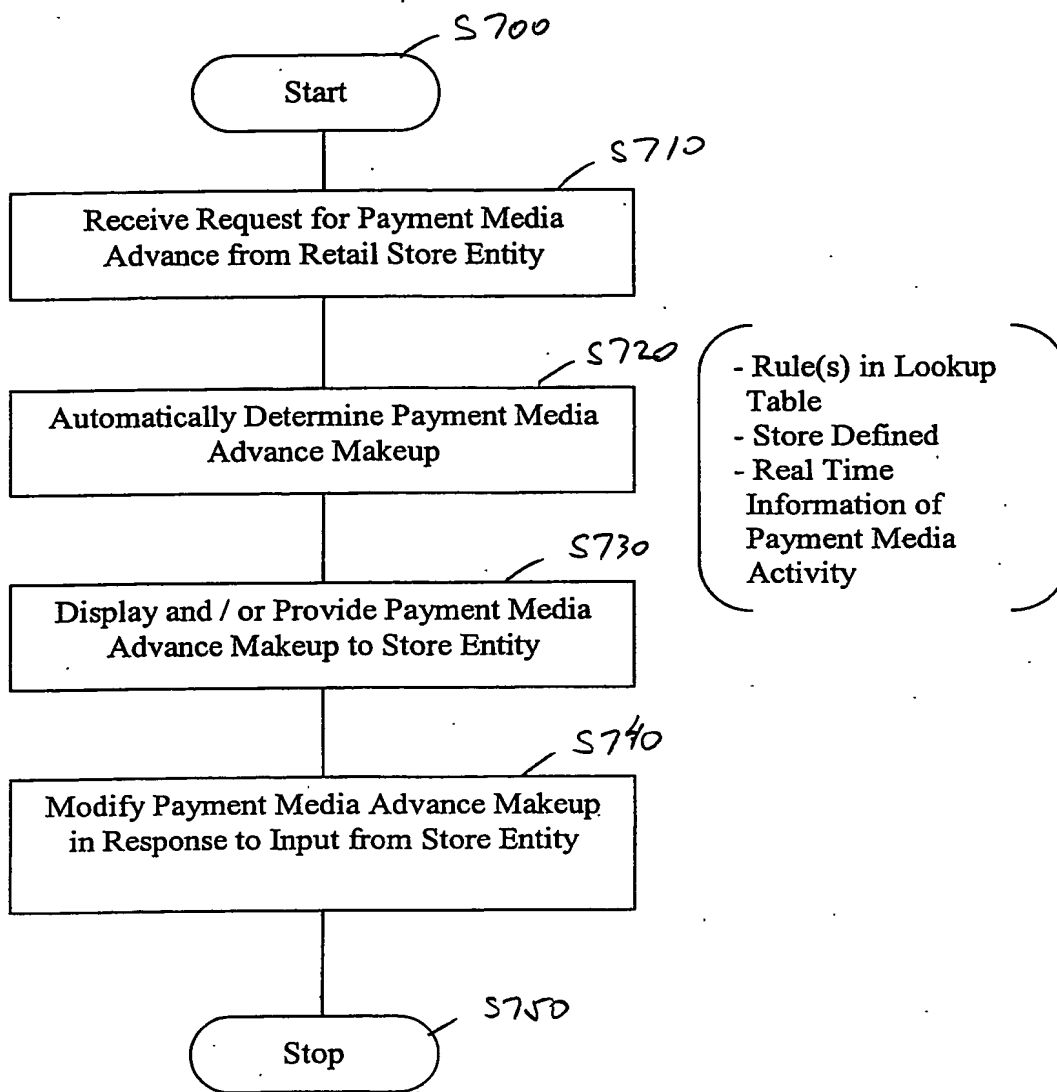 S700
Start
S710
Receive Request for Payment Media
Advance from Retail Store Entity
S720
Automatically Determine Payment Media
Advance Makeup
- Rule(s) in Lookup
Table
- Store Defined
- Real Time
Information of
Payment Media
Activity
S730
Display and / or Provide Payment Media
Advance Makeup to Store Entity
S740
Modify Payment Media Advance Makeup
in Response to Input from Store Entity
S750
Stop